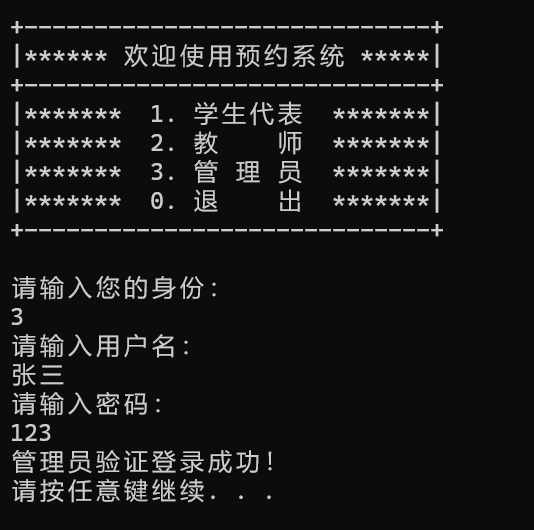 +-----------------------------+
|****** 欢迎使用预约系统 *****|
+-----------------------------+
|*******  1. 学生代表  *******|
|*******  2. 教    师  *******|
|*******  3. 管 理 员  *******|
|*******  0. 退    出  *******|
+-----------------------------+
请输入您的身份：
3
请输入用户名：
张三
请输入密码：
123
管理员验证登录成功！
请按任意键继续. . .